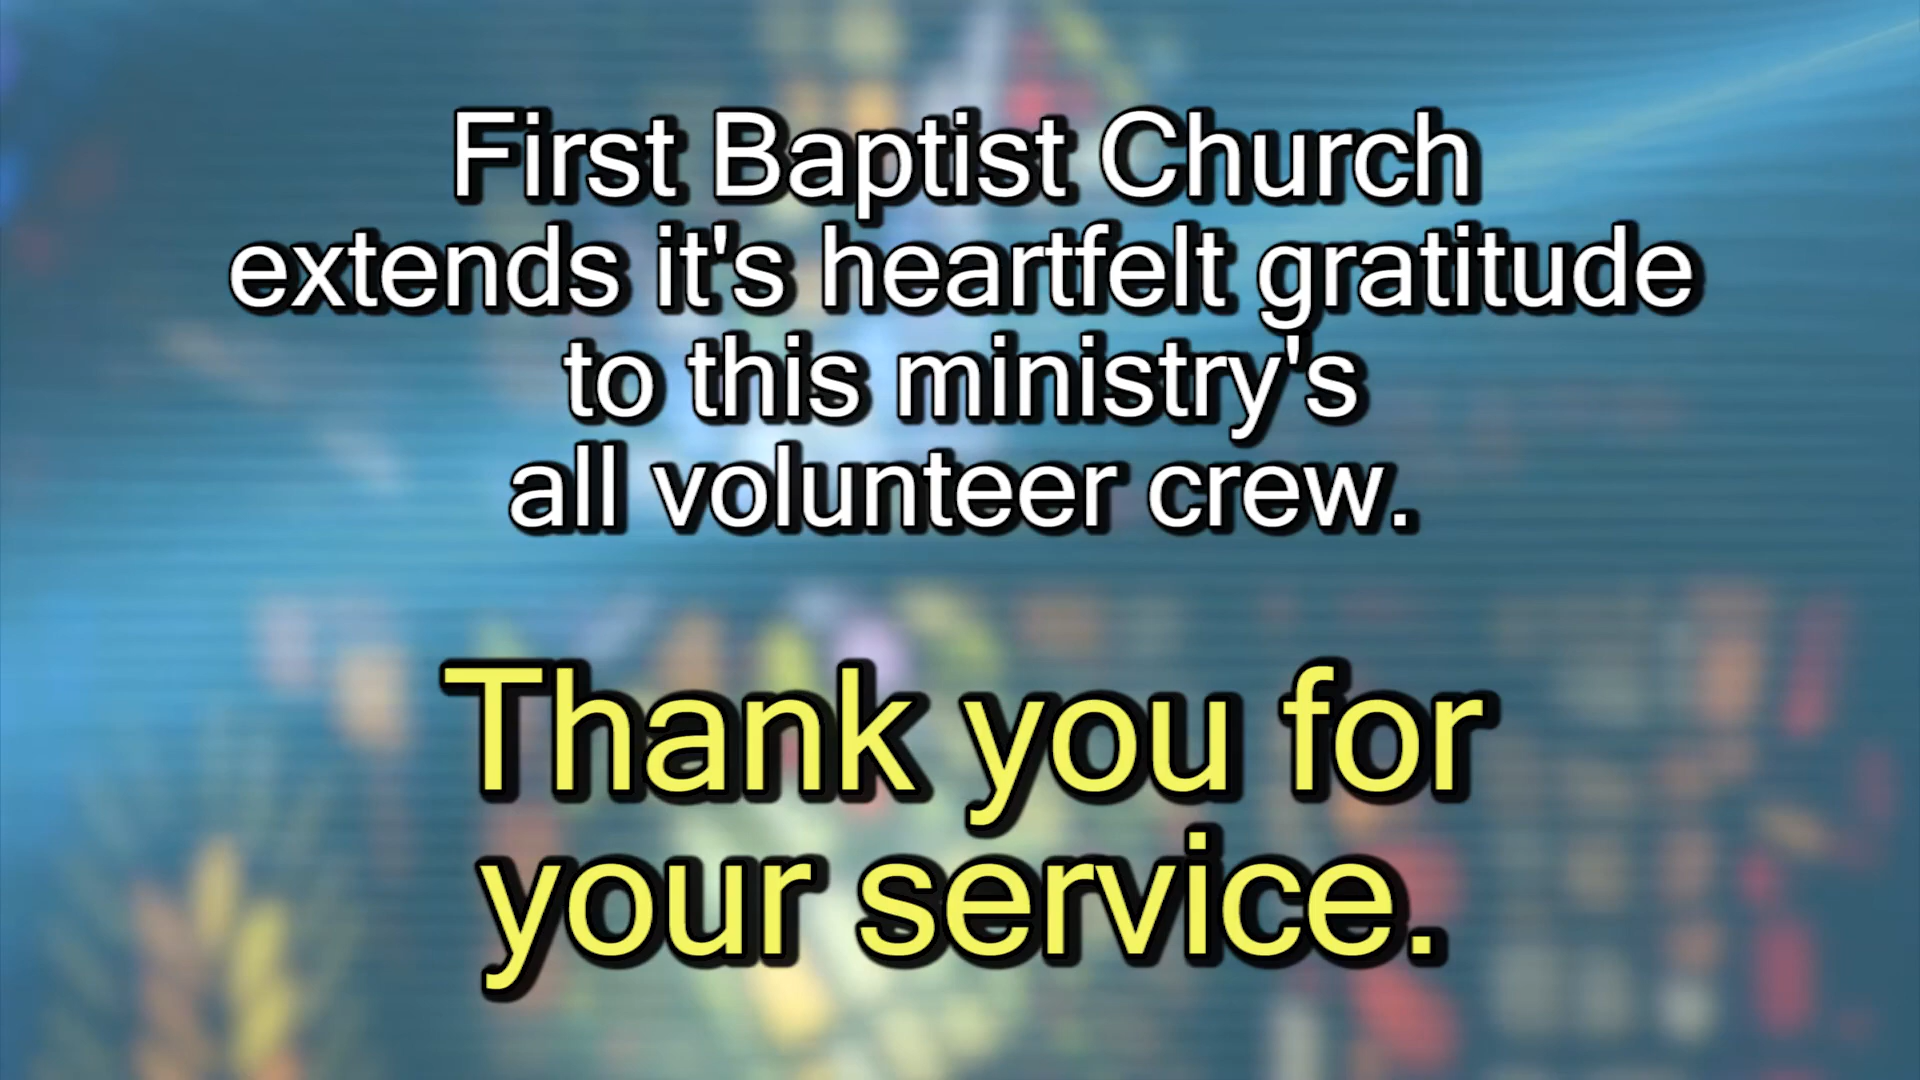 First Baptist Church
extends it's heartfelt gratitude
to this ministry's
all volunteer crew.
Thank you for
your service.